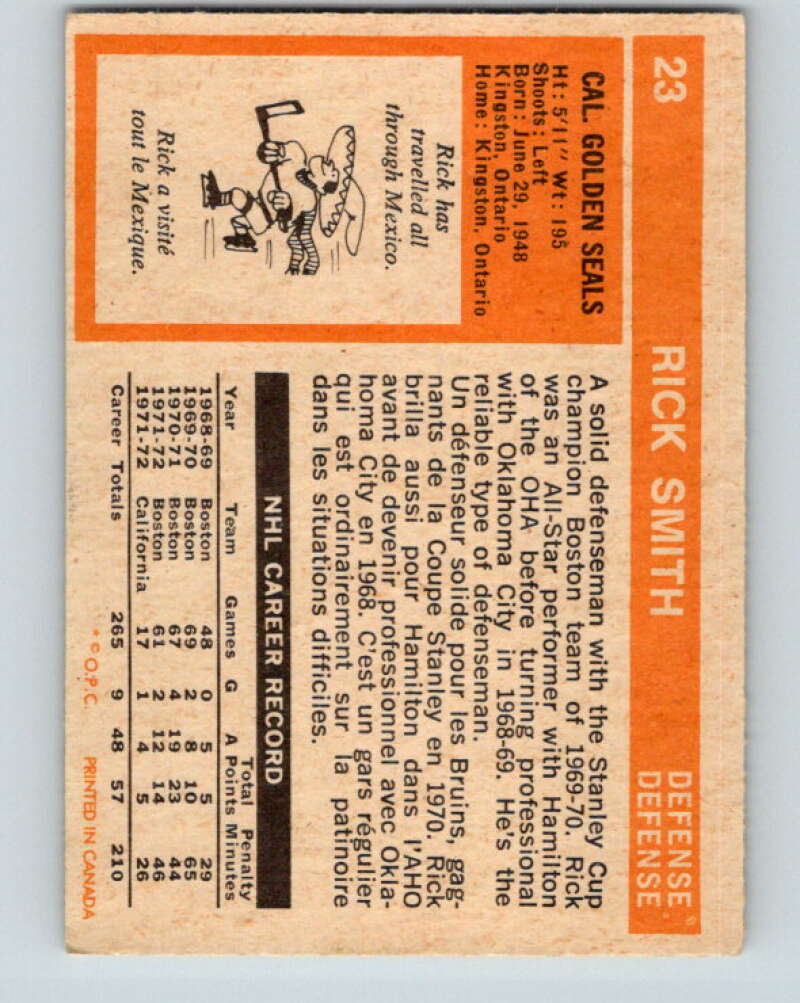 23
RICK SMITH
DEFENSE
DÉFENSE
CAL. GOLDEN SEALS
Ht: 5'11" Wt: 195
Shoots: Left
Born: June 29, 1948
Kingston, Ontario
Home: Kingston, Ontario
Rick has
travelled all
through Mexico.
Rick a visité
tout le Mexique.
A solid defenseman with the Stanley Cup
champion Boston team of 1969-70. Rick
was an All-Star performer with Hamilton
of the OHA before turning professional
with Oklahoma City in 1968-69. He's the
reliable type of defenseman.
Un défenseur solide pour les Bruins, gag-
nants de la Coupe Stanley en 1970. Rick
brilla aussi pour Hamilton dans l'AHO
avant de devenir professionnel avec Okla-
homa City en 1968. C'est un gars régulier
qui est ordinairement sur la patinoire
dans les situations difficiles.
NHL CAREER RECORD
Total Penalty
Year Team Games G A Points Minutes
1968-69 Boston 48 0 5 5 29
1969-70 Boston 69 2 8 10 65
1970-71 Boston 67 4 19 23 44
1971-72 Boston 61 2 12 14 46
1971-72 California 17 1 4 5 26
Career Totals 265 9 48 57 210
* © O.P.C. PRINTED IN CANADA